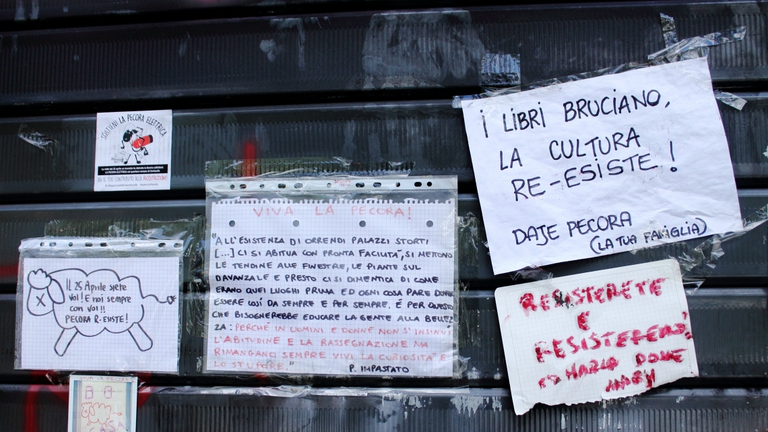 SOSTIENI LA PECORA ELETTRICA
VIVA LA PECORA!
"ALL'ESISTENZA DI ORRENDI PALAZZI STORTI
[...] CI SI ABITUA CON PRONTA FACILITÀ, SI METTONO
LE TENDINE ALLE FINESTRE, LE PIANTE SUL
DAVANZALE E PRESTO CI SI DIMENTICA DI COME
ERANO QUEI LUOGHI PRIMA ED OGNI COSA PARE DOVER
ESSERE COSÌ DA SEMPRE E PER SEMPRE. È PER QUESTO
CHE BISOGNEREBBE EDUCARE LA GENTE ALLA BELLEZ
ZA: PERCHÉ IN UOMINI E DONNE NON S'INSINUI
L'ABITUDINE E LA RASSEGNAZIONE MA
RIMANGANO SEMPRE VIVI LA CURIOSITÀ E
LO STUPORE"
P. IMPASTATO
i LIBRI BRUCIANO,
LA CULTURA
RE-ESISTE!
DAJE PECORA
(LA TUA FAMIGLIA)
IL 25 Aprile siete
voi! E noi sempre
con voi!!
PECORA R-ESISTE!
RESISTERETE
E